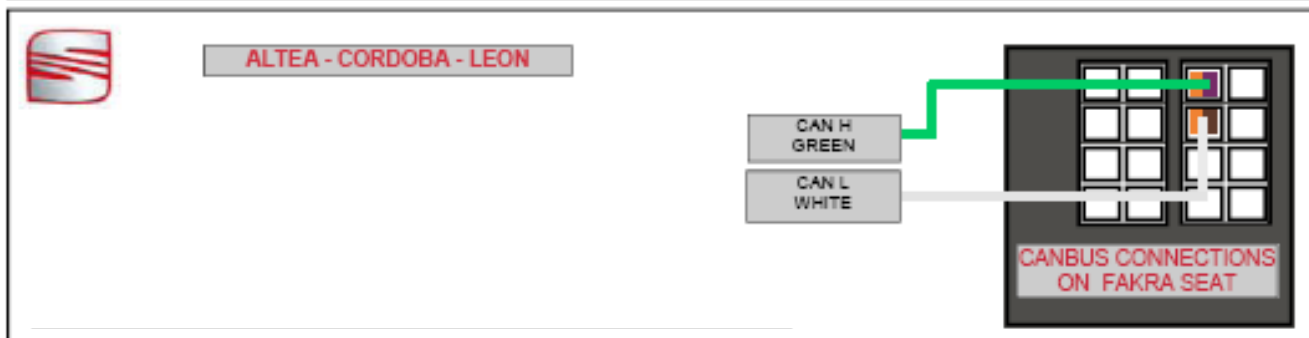 ALTEA - CORDOBA - LEON
CAN H
GREEN
CAN L
WHITE
CANBUS CONNECTIONS
ON FAKRA SEAT